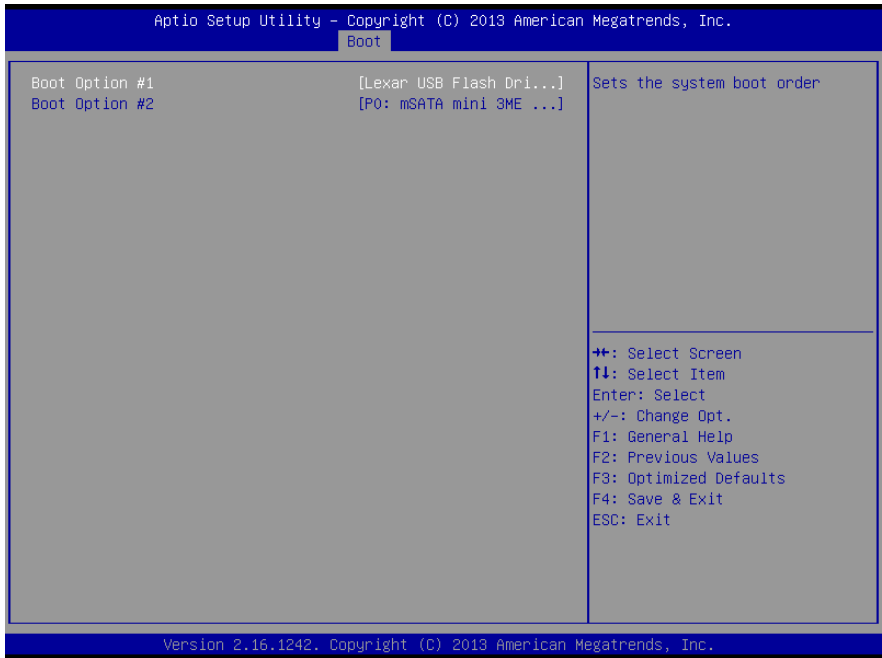 Aptio Setup Utility – Copyright (C) 2013 American Megatrends, Inc.
Boot
Boot Option #1 [Lexar USB Flash Dri...]
Boot Option #2 [P0: mSATA mini 3ME ...]
Sets the system boot order
→←: Select Screen
↑↓: Select Item
Enter: Select
+/-: Change Opt.
F1: General Help
F2: Previous Values
F3: Optimized Defaults
F4: Save & Exit
ESC: Exit
Version 2.16.1242. Copyright (C) 2013 American Megatrends, Inc.